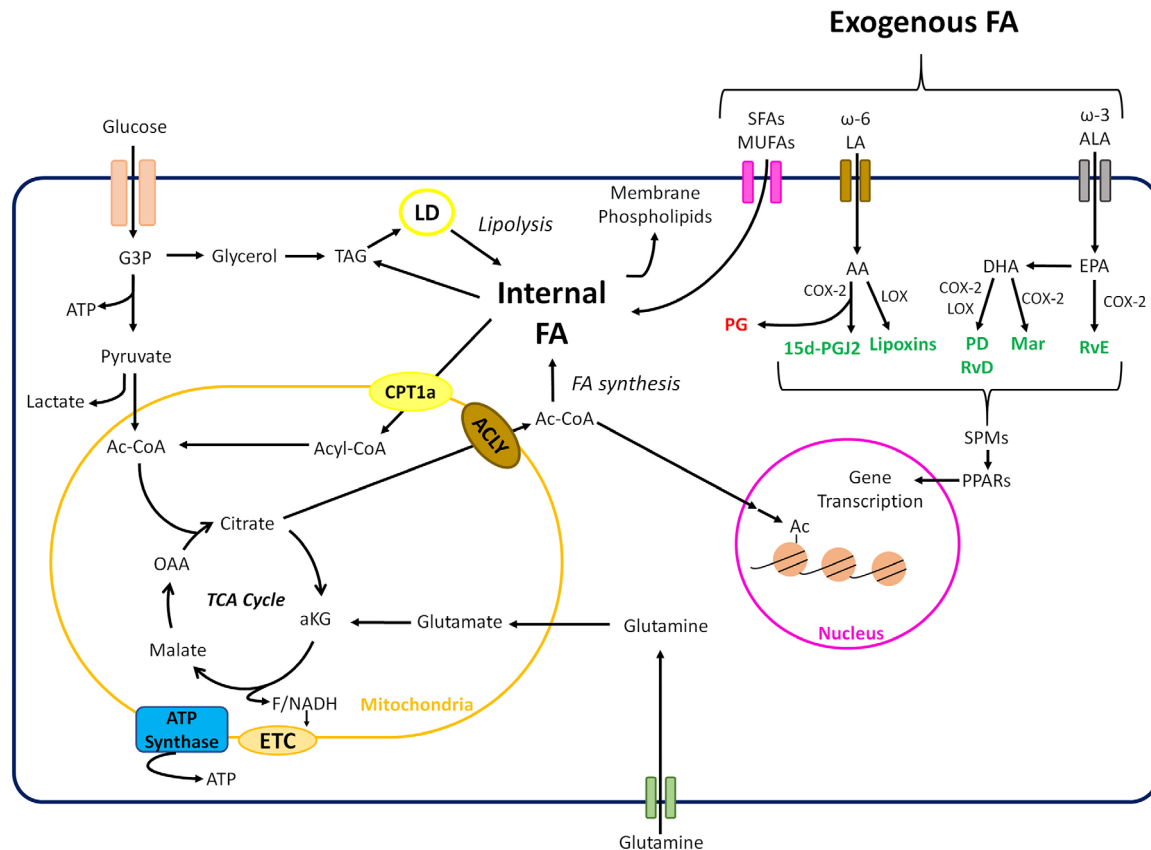 Exogenous FA
Glucose
SFAs
MUFAs
ω-6
LA
ω-3
ALA
LD
Lipolysis
Membrane
Phospholipids
G3P
Glycerol
TAG
ATP
Internal
FA
AA
COX-2
LOX
PG
15d-PGJ2
Lipoxins
DHA
EPA
COX-2
LOX
COX-2
COX-2
PD
RvD
Mar
RvE
Pyruvate
Lactate
CPT1a
FA synthesis
Ac-CoA
Acyl-CoA
ACLY
Ac-CoA
SPMs
PPARs
Gene
Transcription
Ac
Nucleus
Citrate
OAA
TCA Cycle
aKG
Glutamate
Glutamine
Malate
F/NADH
Mitochondria
ATP
Synthase
ETC
ATP
Glutamine